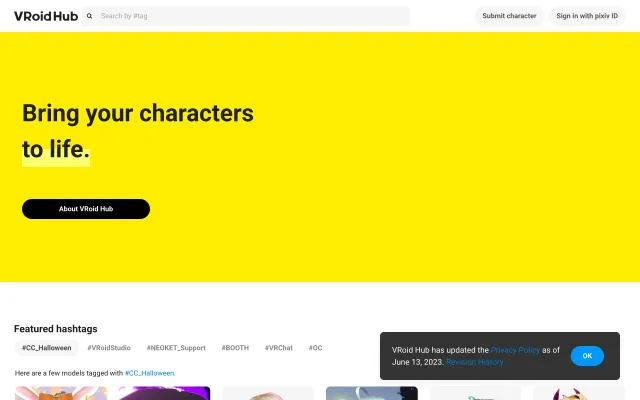 VRoid Hub
Search by #tag
Submit character
Sign in with pixiv ID
Bring your characters
to life.
About VRoid Hub
Featured hashtags
#CC_Halloween #VRoidStudio #NEOKET_Support #BOOTH #VRChat #OC
Here are a few models tagged with #CC_Halloween.
VRoid Hub has updated the Privacy Policy as of
June 13, 2023. Revision History
OK